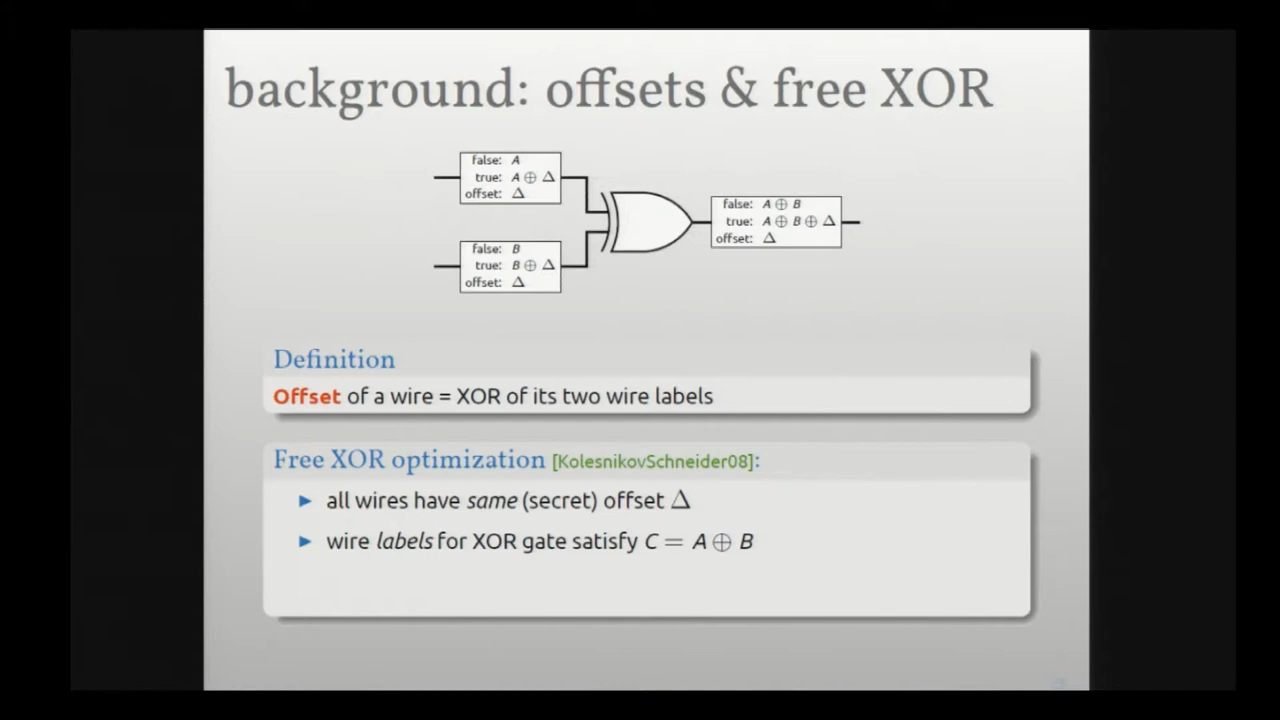 background: offsets & free XOR
false: A
true: A ⊕ Δ
offset: Δ
false: B
true: B ⊕ Δ
offset: Δ
false: A ⊕ B
true: A ⊕ B ⊕ Δ
offset: Δ
Definition
Offset of a wire = XOR of its two wire labels
Free XOR optimization [KolesnikovSchneider08]:
▶ all wires have same (secret) offset Δ
▶ wire labels for XOR gate satisfy C = A ⊕ B